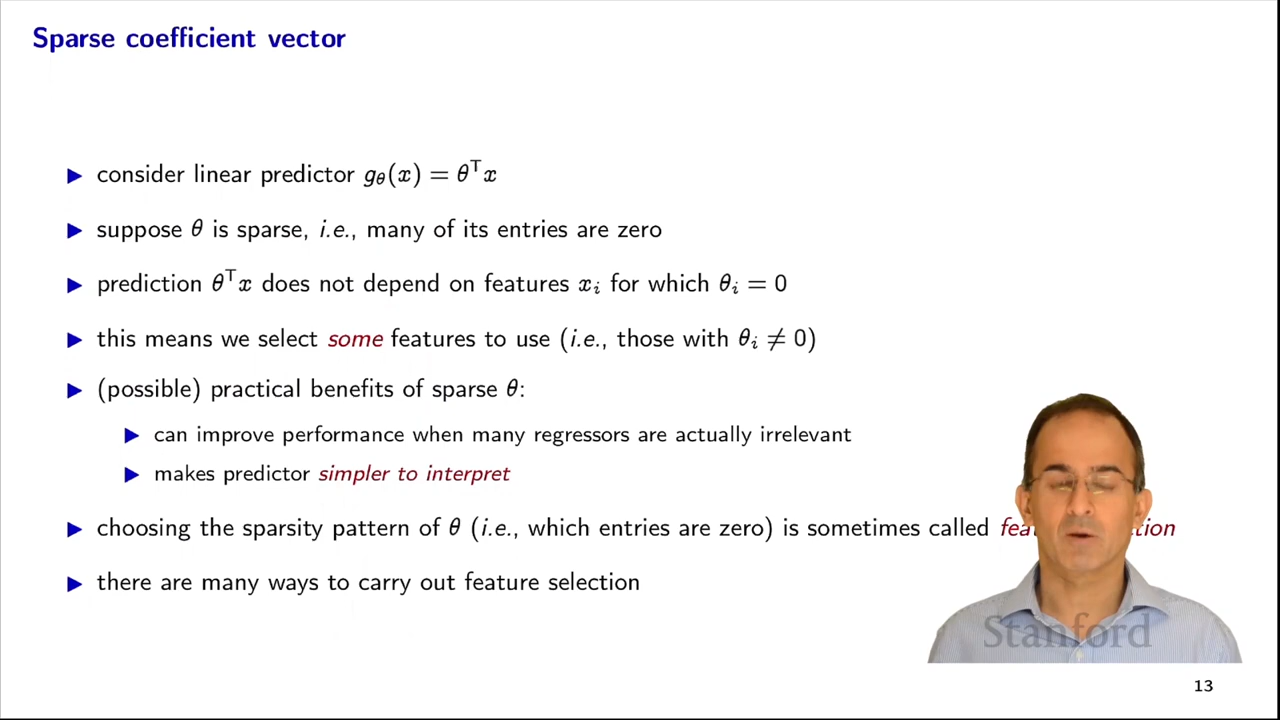 Sparse coefficient vector
▶ consider linear predictor gθ(x) = θᵀx
▶ suppose θ is sparse, i.e., many of its entries are zero
▶ prediction θᵀx does not depend on features xᵢ for which θᵢ = 0
▶ this means we select some features to use (i.e., those with θᵢ ≠ 0)
▶ (possible) practical benefits of sparse θ:
▶ can improve performance when many regressors are actually irrelevant
▶ makes predictor simpler to interpret
▶ choosing the sparsity pattern of θ (i.e., which entries are zero) is sometimes called
▶ there are many ways to carry out feature selection
Stanford
13